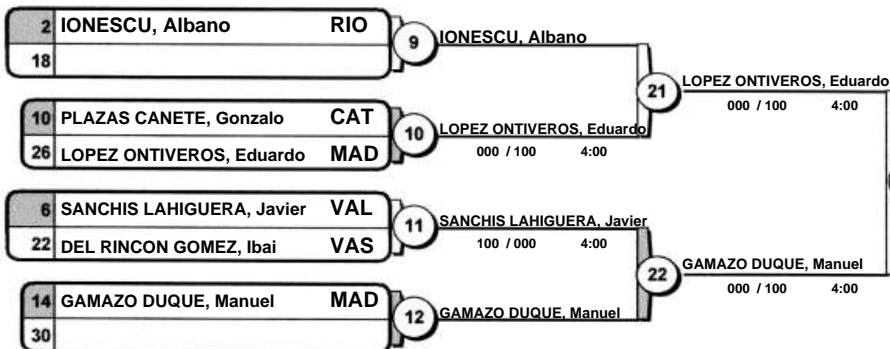 2 IONESCU, Albano RIO
18
9
IONESCU, Albano
10 PLAZAS CANETE, Gonzalo CAT
26 LOPEZ ONTIVEROS, Eduardo MAD
10
LOPEZ ONTIVEROS, Eduardo
000 / 100 4:00
21
LOPEZ ONTIVEROS, Eduardo
000 / 100 4:00
6 SANCHIS LAHIGUERA, Javier VAL
22 DEL RINCON GOMEZ, Ibai VAS
11
SANCHIS LAHIGUERA, Javier
100 / 000 4:00
14 GAMAZO DUQUE, Manuel MAD
30
12
GAMAZO DUQUE, Manuel
22
GAMAZO DUQUE, Manuel
000 / 100 4:00